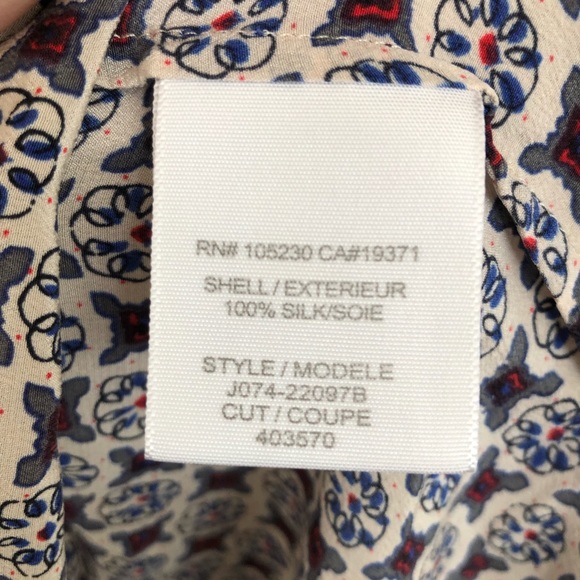 RN# 105230 CA#19371
SHELL / EXTERIEUR
100% SILK/SOIE
STYLE / MODELE
J074-22097B
CUT / COUPE
403570